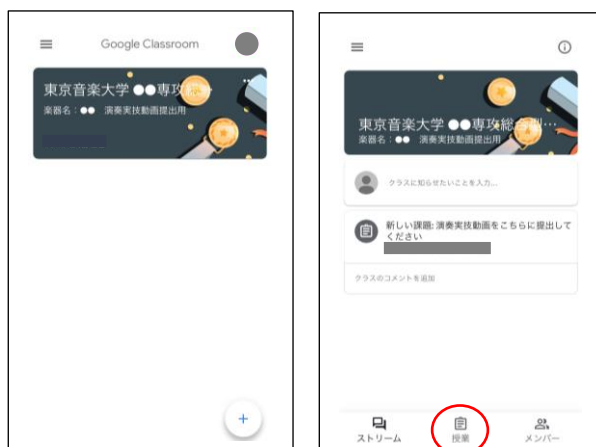 Google Classroom
東京音楽大学 ●●専攻総…
楽器名：●● 演奏実技動画提出用
+
東京音楽大学 ●●専攻総合型…
楽器名：●● 演奏実技動画提出用
クラスに知らせたいことを入力...
新しい課題: 演奏実技動画をこちらに提出して
ください
クラスのコメントを追加
ストリーム
授業
メンバー